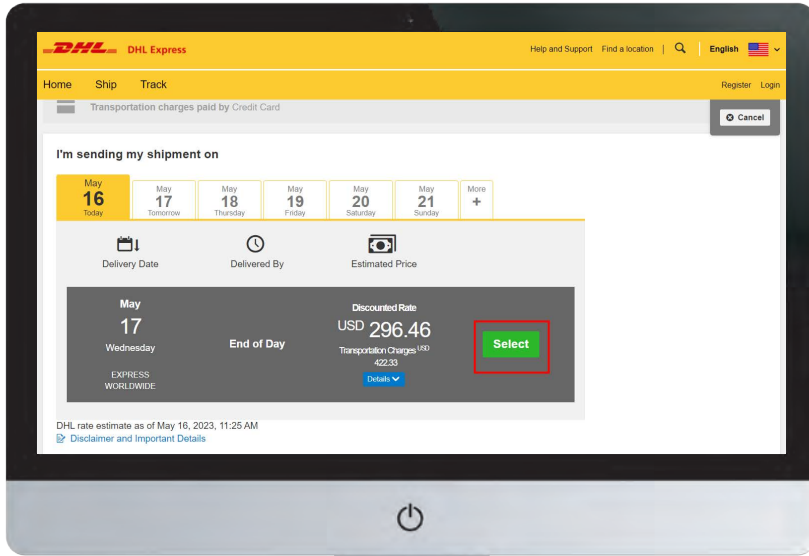 DHL DHL Express
Help and Support Find a location | English
Home Ship Track
Register Login
Transportation charges paid by Credit Card
Cancel
I'm sending my shipment on
May
16
Today
May
17
Tomorrow
May
18
Thursday
May
19
Friday
May
20
Saturday
May
21
Sunday
More
+
Delivery Date
Delivered By
Estimated Price
May
17
Wednesday
EXPRESS
WORLDWIDE
End of Day
Discounted Rate
USD 296.46
Transportation Charges USD
422.33
Details
Select
DHL rate estimate as of May 16, 2023, 11:25 AM
Disclaimer and Important Details